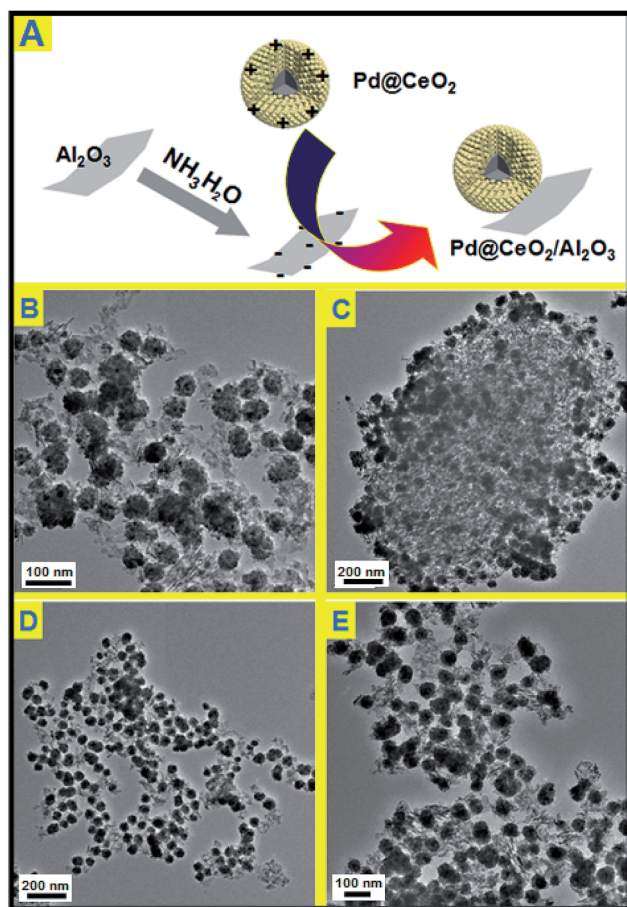 A
Pd@CeO₂
Al₂O₃
NH₃H₂O
Pd@CeO₂/Al₂O₃
B
C
100 nm
200 nm
D
E
200 nm
100 nm